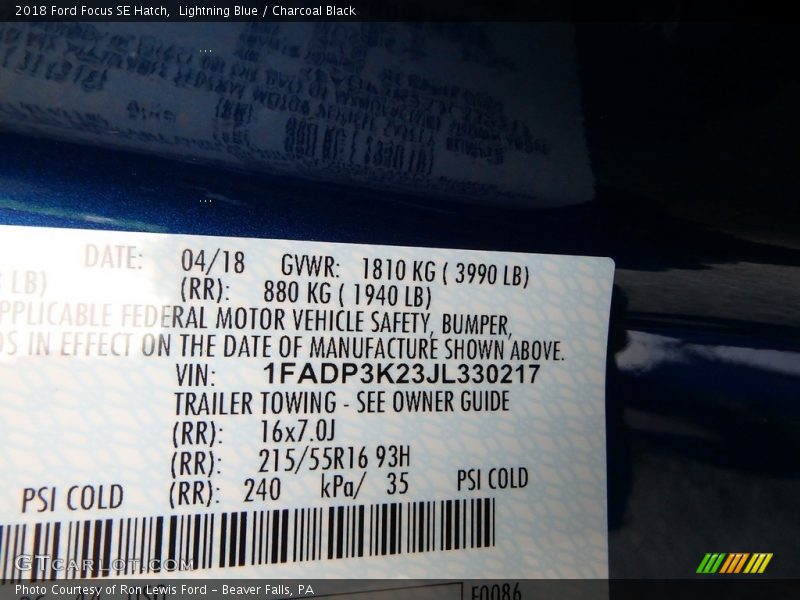 2018 Ford Focus SE Hatch, Lightning Blue / Charcoal Black
DATE: 04/18 GVWR: 1810 KG ( 3990 LB)
LB) (RR): 880 KG ( 1940 LB)
APPLICABLE FEDERAL MOTOR VEHICLE SAFETY, BUMPER,
IN EFFECT ON THE DATE OF MANUFACTURE SHOWN ABOVE.
VIN: 1FADP3K23JL330217
TRAILER TOWING - SEE OWNER GUIDE
(RR): 16x7.0J
(RR): 215/55R16 93H
PSI COLD (RR): 240 kPa/ 35 PSI COLD
GTCarLot.com
Photo Courtesy of Ron Lewis Ford - Beaver Falls, PA
E0086